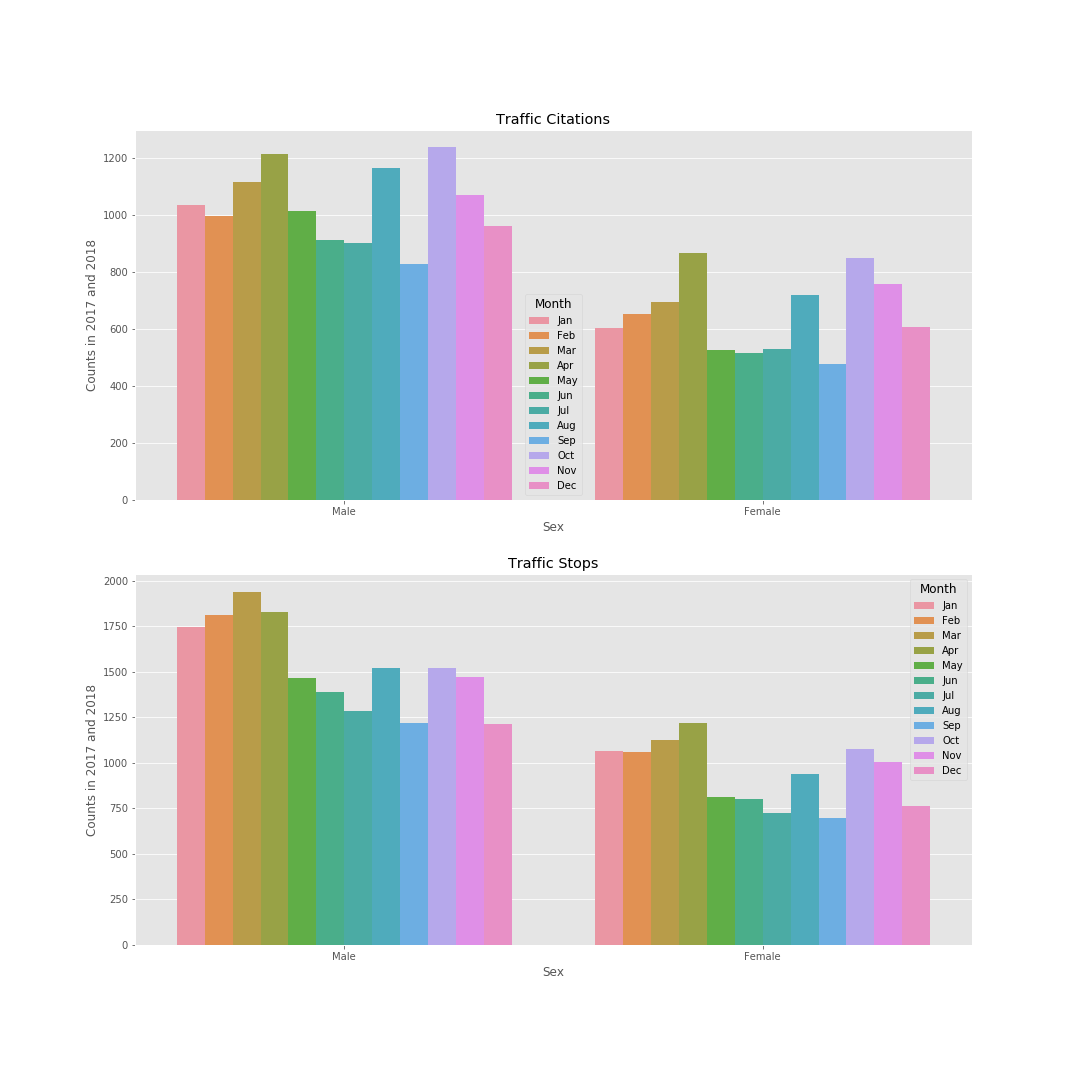 Traffic Citations
Counts in 2017 and 2018
1200
1000
800
600
400
200
0
Month
Jan
Feb
Mar
Apr
May
Jun
Jul
Aug
Sep
Oct
Nov
Dec
Male
Female
Sex
Traffic Stops
Counts in 2017 and 2018
2000
1750
1500
1250
1000
750
500
250
0
Month
Jan
Feb
Mar
Apr
May
Jun
Jul
Aug
Sep
Oct
Nov
Dec
Male
Female
Sex